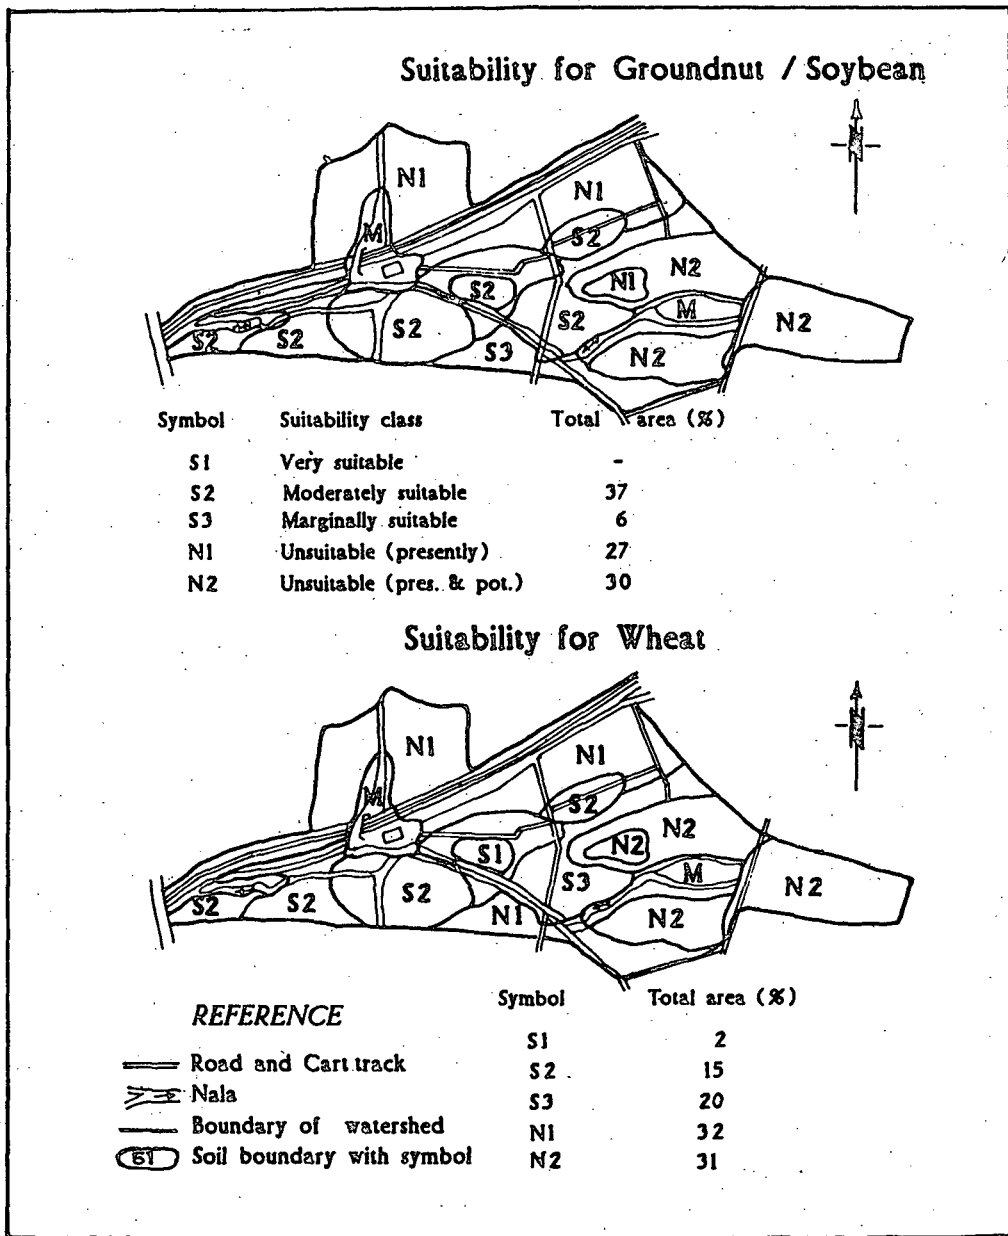 Suitability for Groundnut / Soybean
N1
N1
M
S2
N2
N1
S2
M
S2
N2
S2
S2
S2
S3
N2
Symbol Suitability class Total area (%)
S1 Very suitable -
S2 Moderately suitable 37
S3 Marginally suitable 6
N1 Unsuitable (presently) 27
N2 Unsuitable (pres. & pot.) 30
Suitability for Wheat
N1
N1
M
S2
N2
N2
S1
M
S3
N2
S2
S2
S2
N1
N2
REFERENCE
Road and Cart track
Nala
Boundary of watershed
Soil boundary with symbol
Symbol Total area (%)
S1 2
S2 15
S3 20
N1 32
N2 31